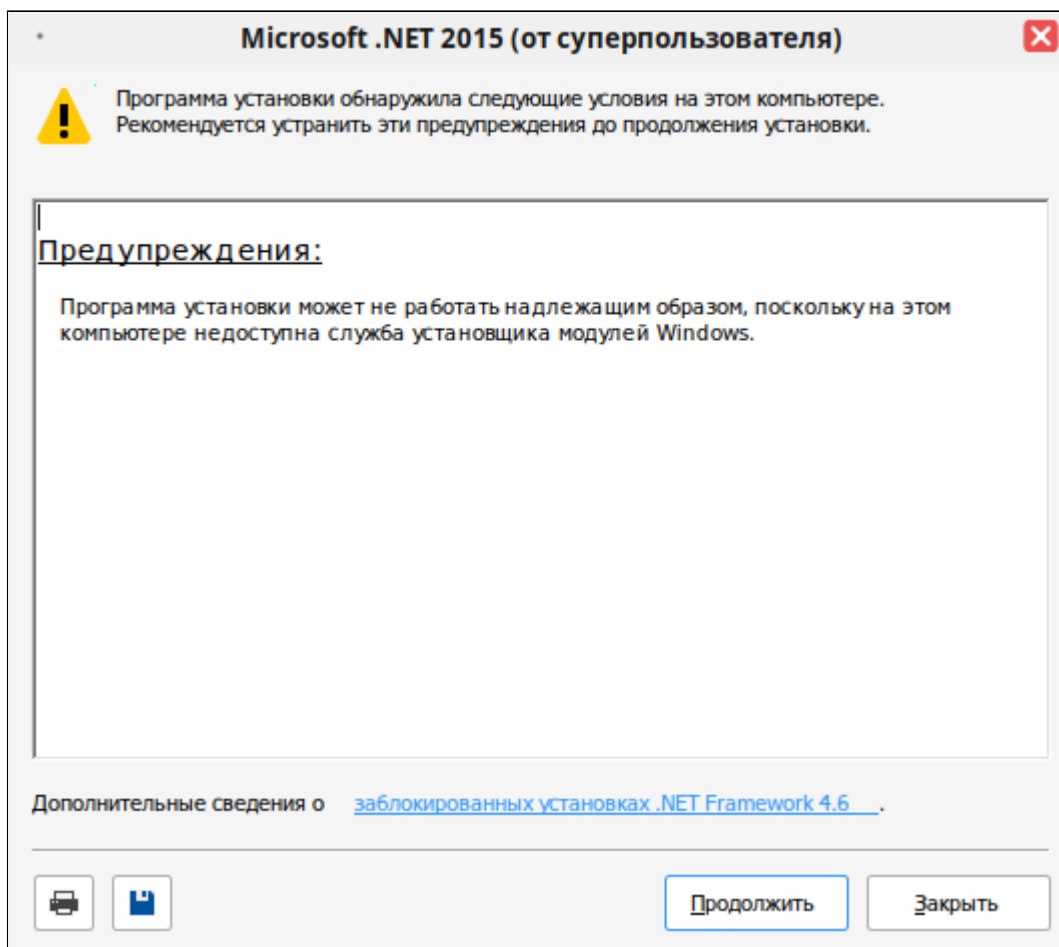 Microsoft .NET 2015 (от суперпользователя)
Программа установки обнаружила следующие условия на этом компьютере.
Рекомендуется устранить эти предупреждения до продолжения установки.
Предупреждения:
Программа установки может не работать надлежащим образом, поскольку на этом
компьютере недоступна служба установщика модулей Windows.
Дополнительные сведения о заблокированных установках .NET Framework 4.6 .
Продолжить Закрыть